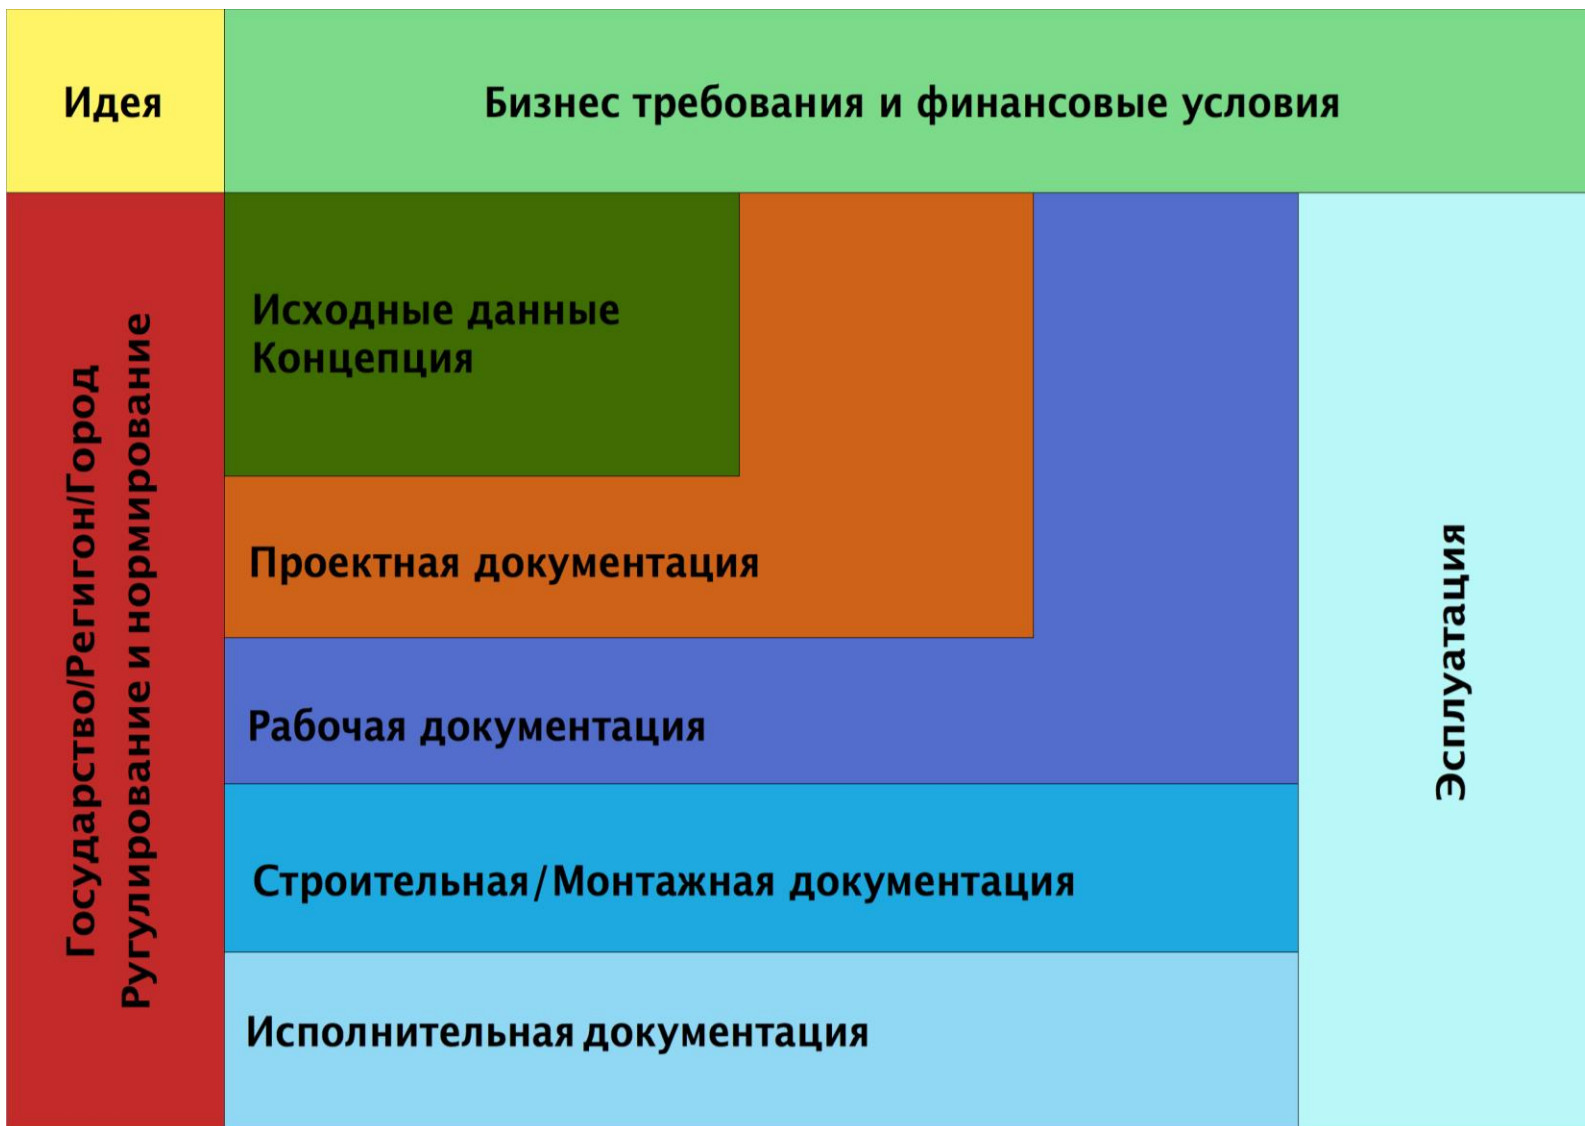 Идея
Бизнес требования и финансовые условия
Государство/Регигон/Город
Ругулирование и нормирование
Исходные данные
Концепция
Проектная документация
Рабочая документация
Строительная/Монтажная документация
Исполнительная документация
Эсплуатация